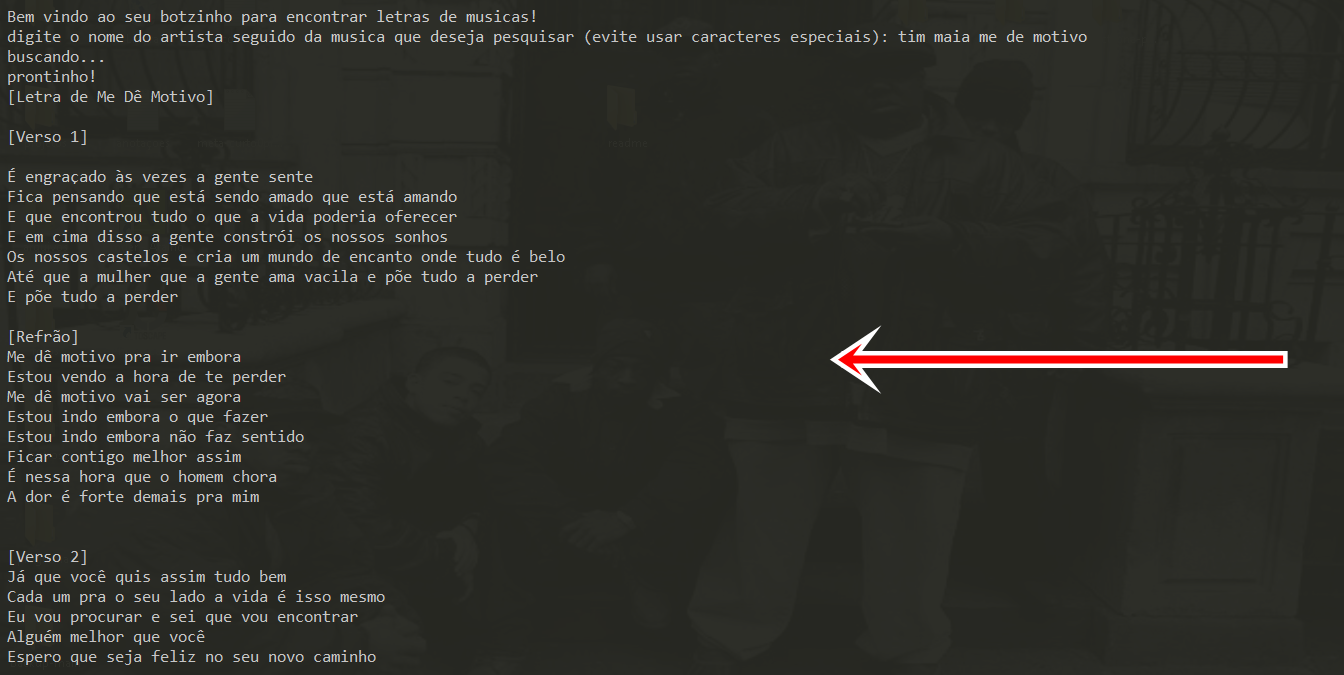 Bem vindo ao seu botzinho para encontrar letras de musicas!
digite o nome do artista seguido da musica que deseja pesquisar (evite usar caracteres especiais): tim maia me de motivo
buscando...
prontinho!
[Letra de Me Dê Motivo]
[Verso 1]
É engraçado às vezes a gente sente
Fica pensando que está sendo amado que está amando
E que encontrou tudo o que a vida poderia oferecer
E em cima disso a gente constrói os nossos sonhos
Os nossos castelos e cria um mundo de encanto onde tudo é belo
Até que a mulher que a gente ama vacila e põe tudo a perder
E põe tudo a perder
[Refrão]
Me dê motivo pra ir embora
Estou vendo a hora de te perder
Me dê motivo vai ser agora
Estou indo embora o que fazer
Estou indo embora não faz sentido
Ficar contigo melhor assim
É nessa hora que o homem chora
A dor é forte demais pra mim
[Verso 2]
Já que você quis assim tudo bem
Cada um pra o seu lado a vida é isso mesmo
Eu vou procurar e sei que vou encontrar
Alguém melhor que você
Espero que seja feliz no seu novo caminho